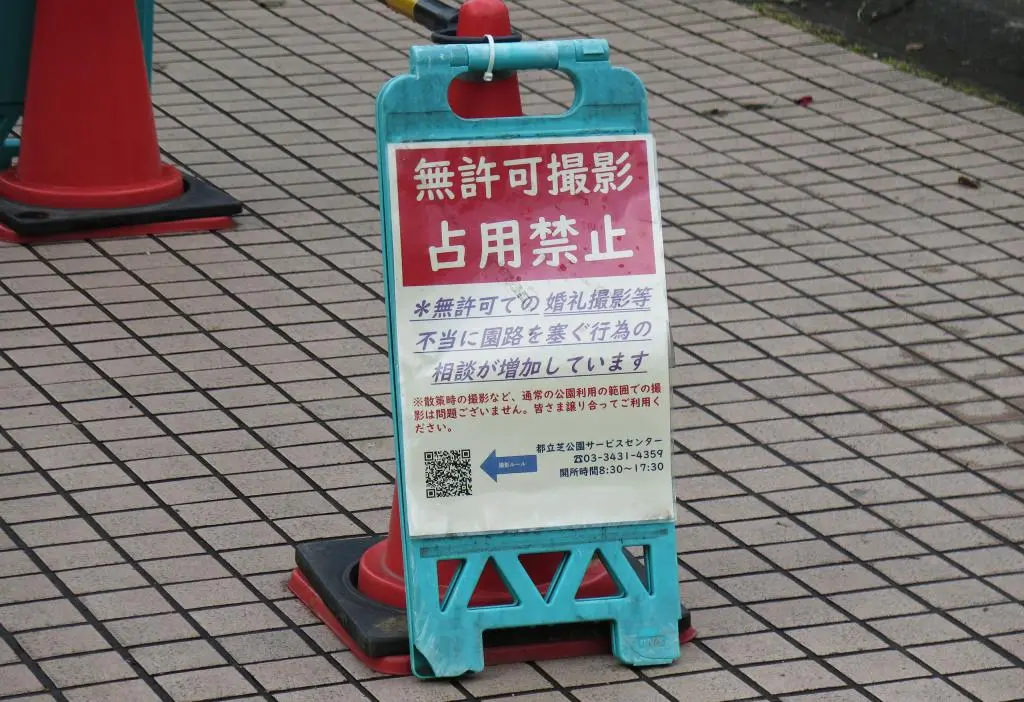 無許可撮影
占用禁止
＊無許可での 婚礼撮影等
不当に園路を塞ぐ行為の
相談が増加しています
※散策時の撮影など、通常の公園利用の範囲での撮
影は問題ございません。皆さま譲り合ってご利用く
ださい。
撮影ルール
都立芝公園サービスセンター
☎03-3431-4359
開所時間8:30～17:30